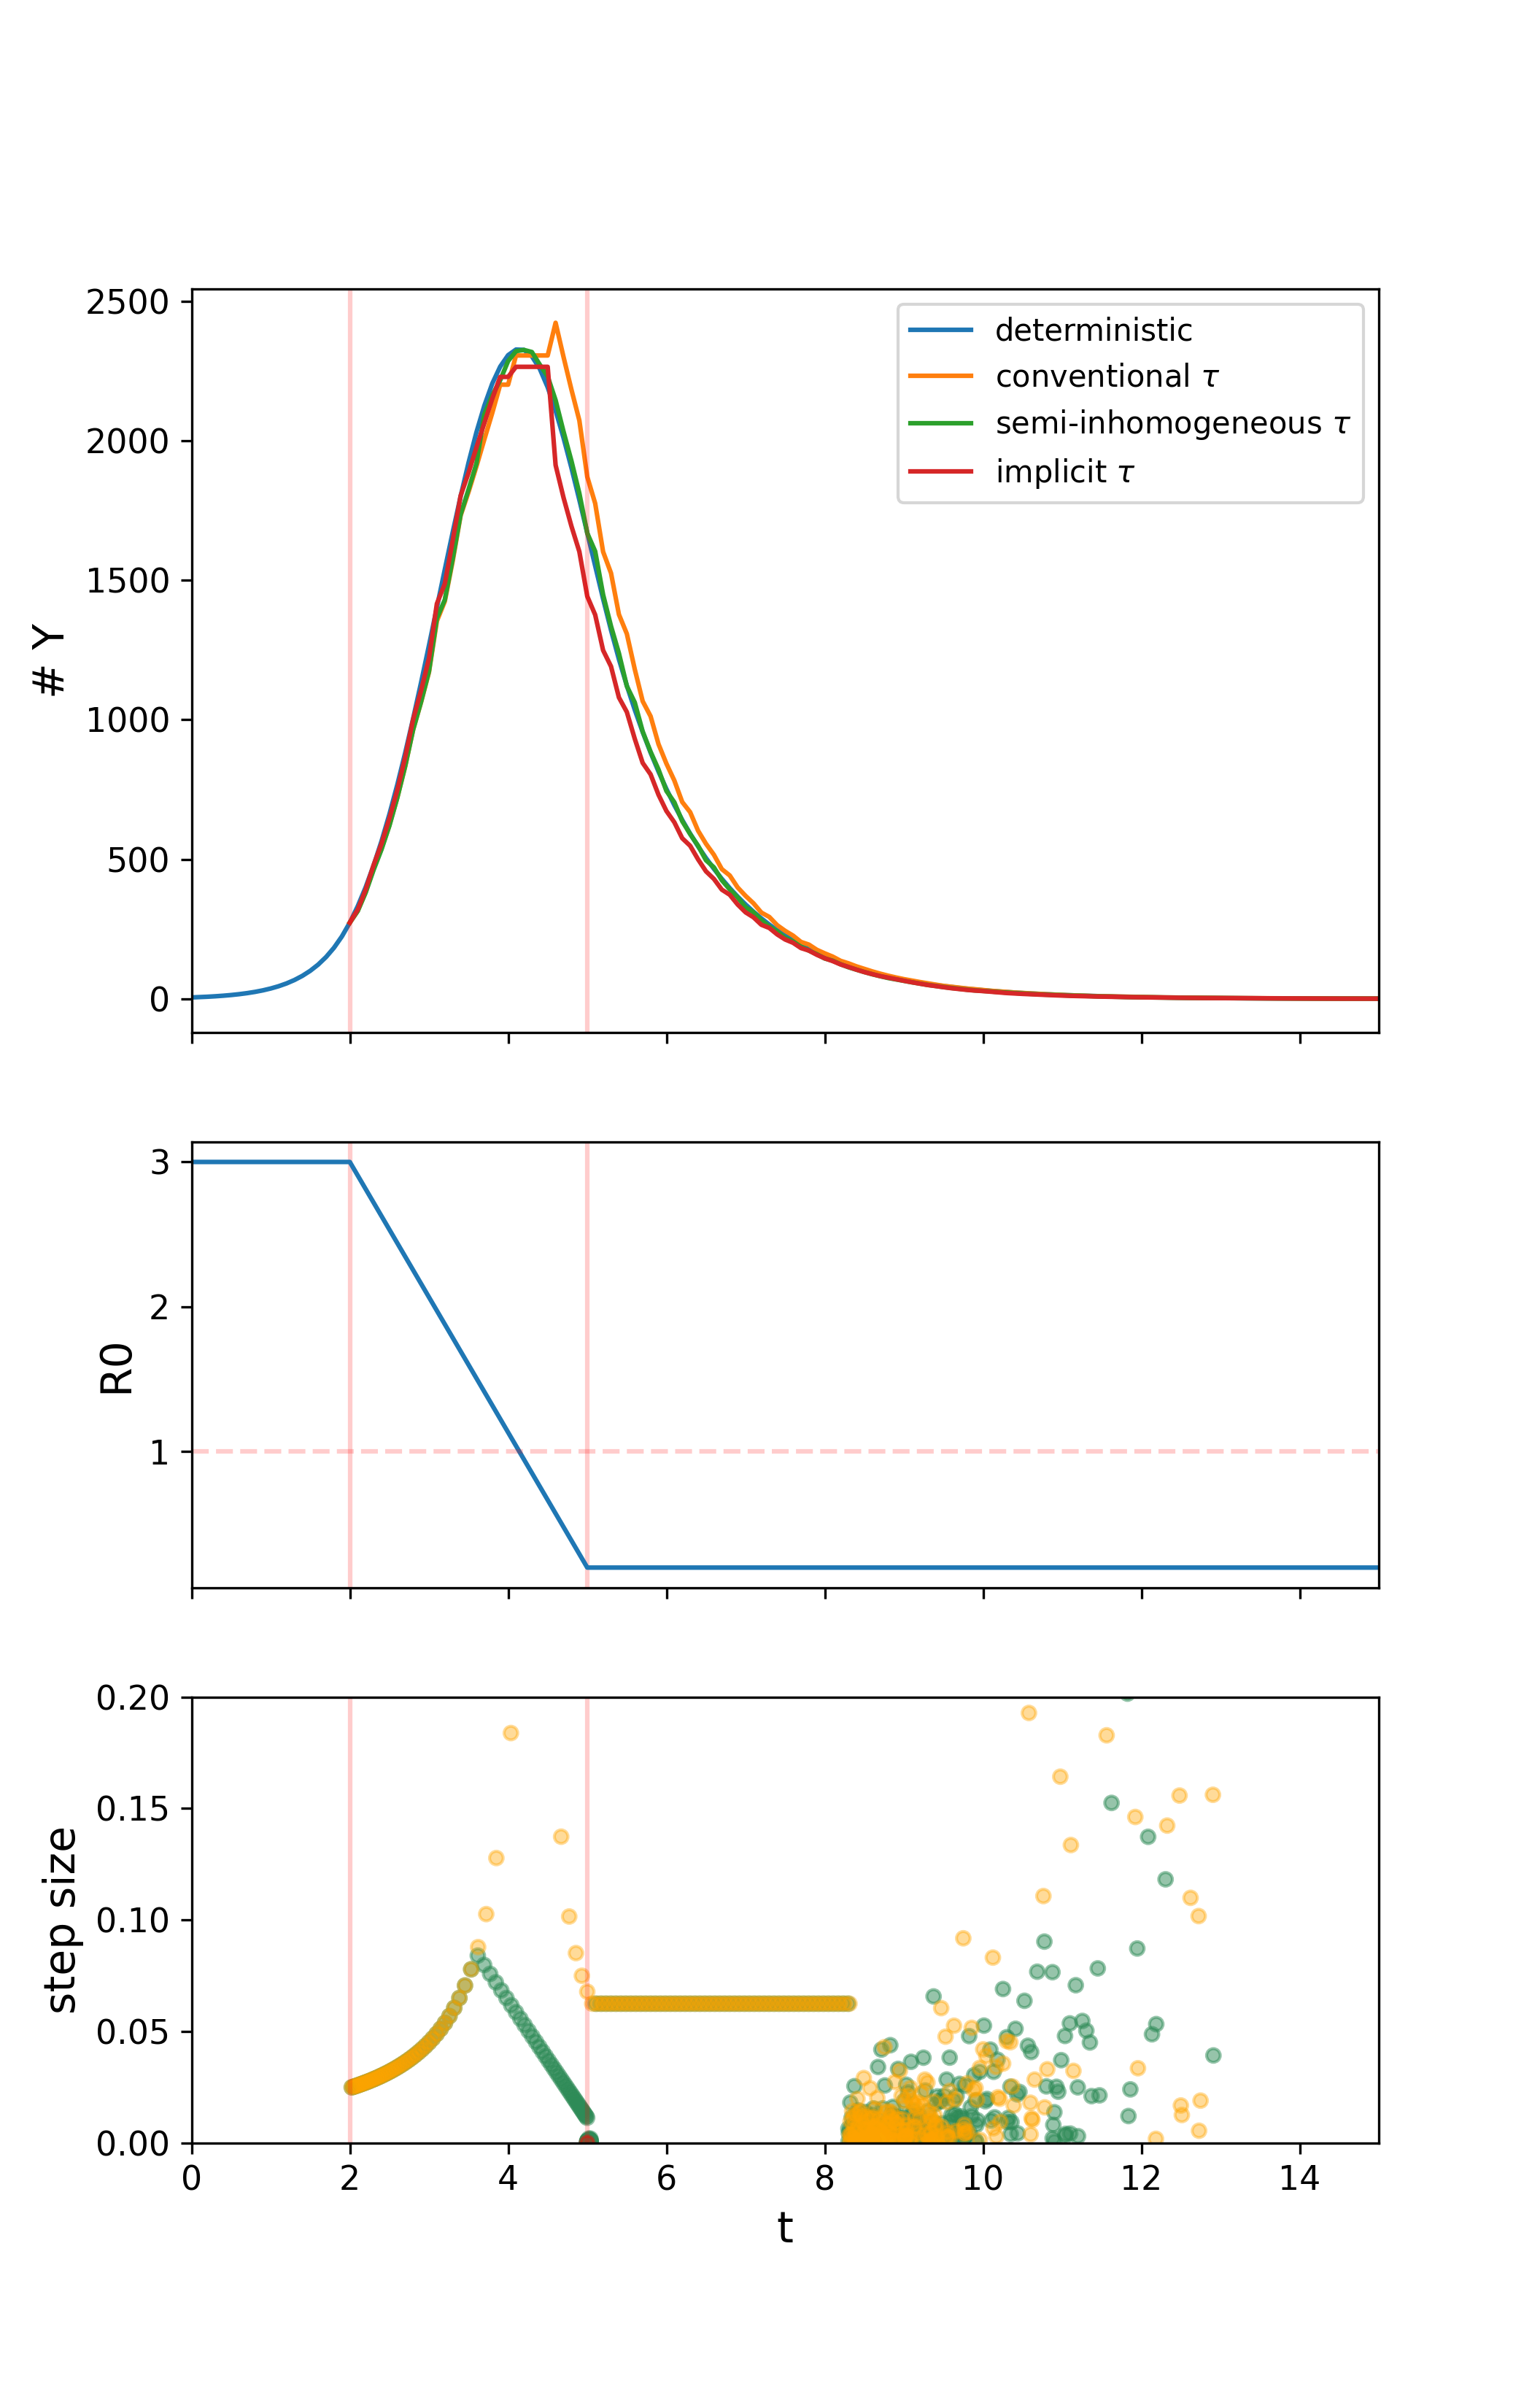 2500
2000
1500
1000
500
0
# Y
deterministic
conventional τ
semi-inhomogeneous τ
implicit τ
3
2
1
R0
0.20
0.15
0.10
0.05
0.00
step size
0 2 4 6 8 10 12 14
t